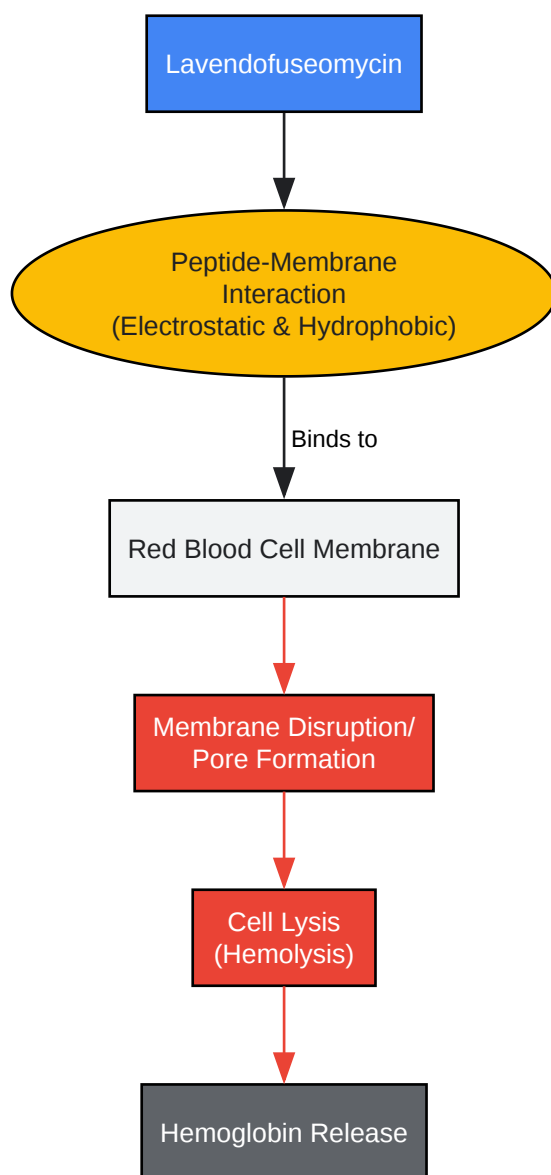 Lavendofuseomycin
Peptide-Membrane
Interaction
(Electrostatic & Hydrophobic)
Binds to
Red Blood Cell Membrane
Membrane Disruption/
Pore Formation
Cell Lysis
(Hemolysis)
Hemoglobin Release